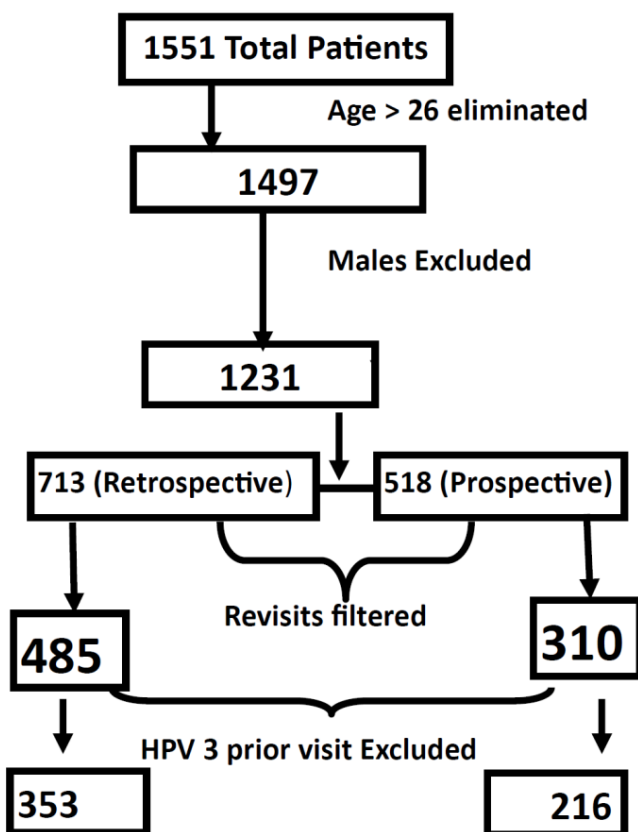 1551 Total Patients
Age > 26 eliminated
1497
Males Excluded
1231
713 (Retrospective)
518 (Prospective)
Revisits filtered
485
310
HPV 3 prior visit Excluded
353
216